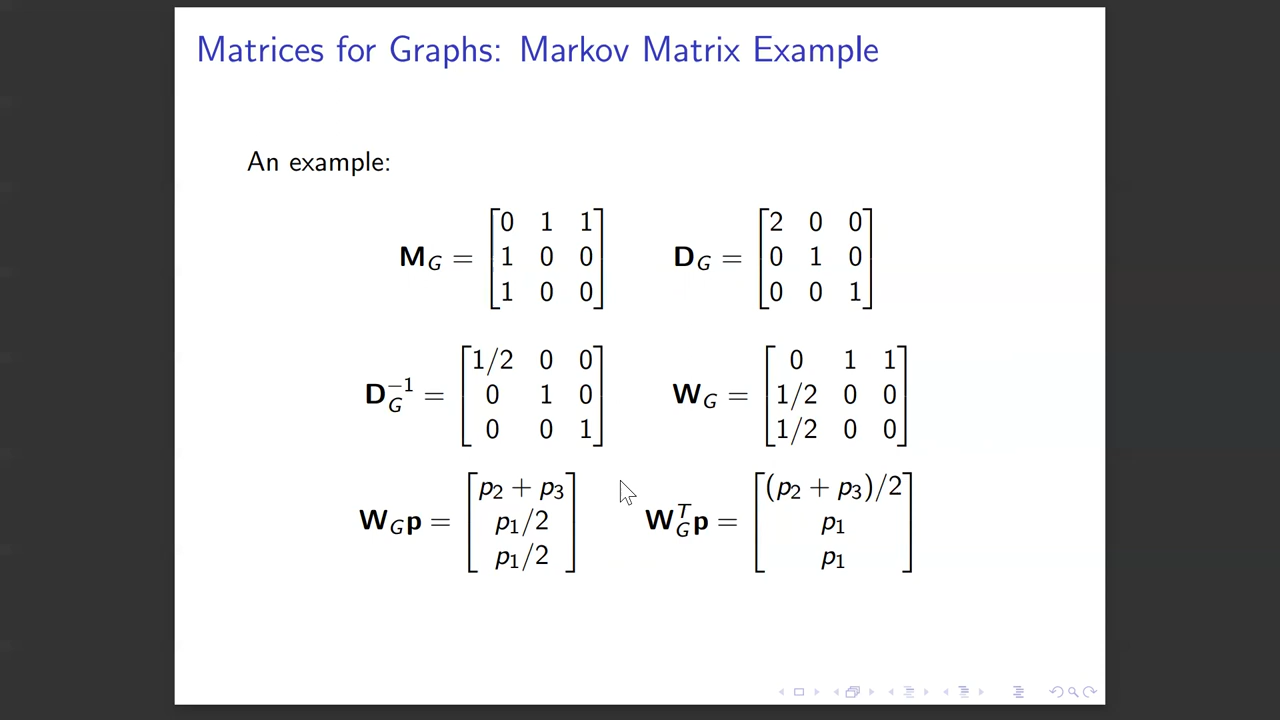 Matrices for Graphs: Markov Matrix Example
An example:
M_G = [0 1 1; 1 0 0; 1 0 0]    D_G = [2 0 0; 0 1 0; 0 0 1]
D_G^{-1} = [1/2 0 0; 0 1 0; 0 0 1]    W_G = [0 1 1; 1/2 0 0; 1/2 0 0]
W_G p = [p_2 + p_3; p_1/2; p_1/2]    W_G^T p = [(p_2 + p_3)/2; p_1; p_1]